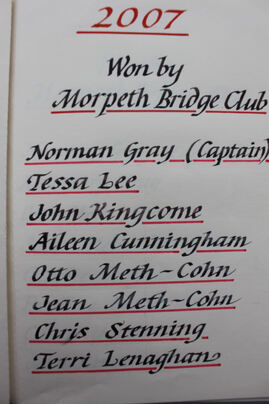 2007
Won by
Morpeth Bridge Club
Norman Gray (Captain)
Tessa Lee
John Kingcome
Aileen Cunningham
Otto Meth-Cohn
Jean Meth-Cohn
Chris Stenning
Terri Lenaghan